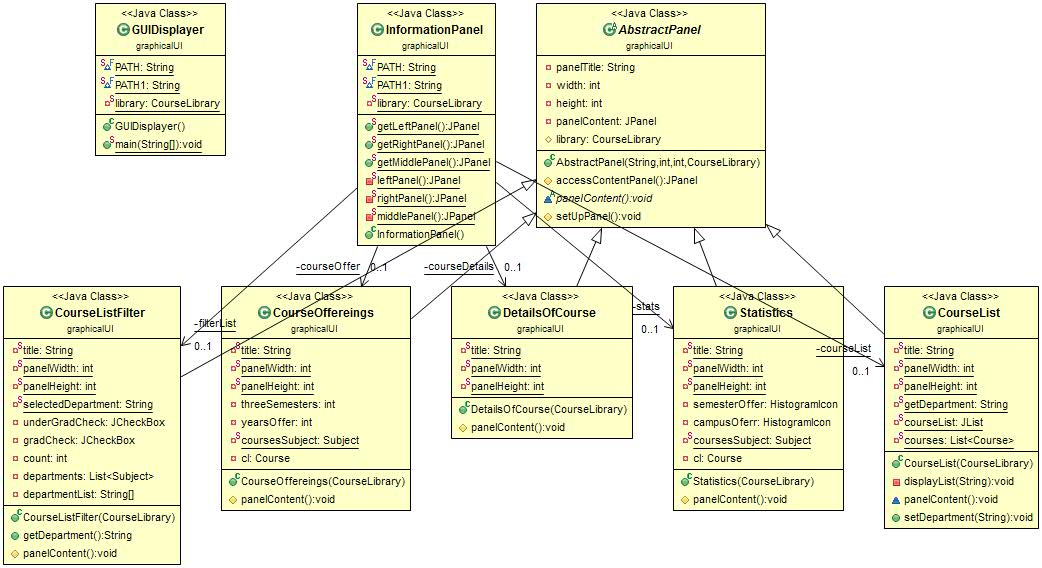 <<Java Class>>
GUIDisplayer
graphicalUI
PATH: String
PATH1: String
library: CourseLibrary
GUIDisplayer()
main(String[]):void
<<Java Class>>
InformationPanel
graphicalUI
PATH: String
PATH1: String
library: CourseLibrary
getLeftPanel():JPanel
getRightPanel():JPanel
getMiddlePanel():JPanel
leftPanel():JPanel
rightPanel():JPanel
middlePanel():JPanel
InformationPanel()
<<Java Class>>
AbstractPanel
graphicalUI
panelTitle: String
width: int
height: int
panelContent: JPanel
library: CourseLibrary
AbstractPanel(String,int,int,CourseLibrary)
accessContentPanel():JPanel
panelContent():void
setUpPanel():void
-courseOffer
0..1
-courseDetails
0..1
-filterList
0..1
-stats
0..1
-courseList
0..1
<<Java Class>>
CourseListFilter
graphicalUI
title: String
panelWidth: int
panelHeight: int
selectedDepartment: String
underGradCheck: JCheckBox
gradCheck: JCheckBox
count: int
departments: List<Subject>
departmentList: String[]
CourseListFilter(CourseLibrary)
getDepartment():String
panelContent():void
<<Java Class>>
CourseOffereings
graphicalUI
title: String
panelWidth: int
panelHeight: int
threeSemesters: int
yearsOffer: int
coursesSubject: Subject
cl: Course
CourseOffereings(CourseLibrary)
panelContent():void
<<Java Class>>
DetailsOfCourse
graphicalUI
title: String
panelWidth: int
panelHeight: int
DetailsOfCourse(CourseLibrary)
panelContent():void
<<Java Class>>
Statistics
graphicalUI
title: String
panelWidth: int
panelHeight: int
semesterOffer: HistogramIcon
campusOferr: HistogramIcon
coursesSubject: Subject
Statistics(CourseLibrary)
panelContent():void
<<Java Class>>
CourseList
graphicalUI
title: String
panelWidth: int
panelHeight: int
getDepartment: String
courseList: JList
courses: List<Course>
CourseList(CourseLibrary)
displayList(String):void
panelContent():void
setDepartment(String):void